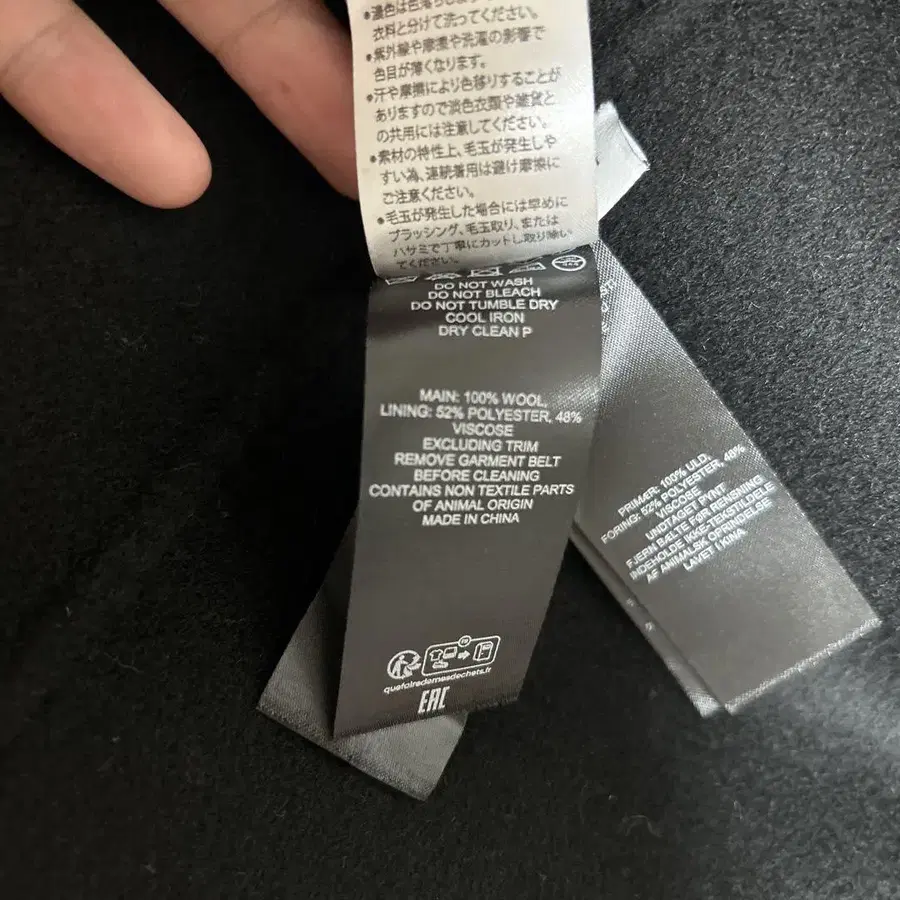 ●濃色は色落ちしますので
衣料と分けて洗ってください。
●紫外線や摩擦や洗濯の影響で
色目が薄くなります。
●汗や摩擦により色移りすることが
ありますので淡色衣類や雑貨と
の共用には注意してください。
●素材の特性上、毛玉が発生しや
すい為、連続着用は避け摩擦に
ご注意ください。
●毛玉が発生した場合には早めに
ブラッシング、毛玉取り、または
ハサミで丁寧にカットし取り除い
てください。
DO NOT WASH
DO NOT BLEACH
DO NOT TUMBLE DRY
COOL IRON
DRY CLEAN P
MAIN: 100% WOOL,
LINING: 52% POLYESTER, 48%
VISCOSE
EXCLUDING TRIM
REMOVE GARMENT BELT
BEFORE CLEANING
CONTAINS NON TEXTILE PARTS
OF ANIMAL ORIGIN
MADE IN CHINA
FR
quefairedemesdechets.fr
EAC
PRIMÆR: 100% ULD,
FORING: 52% POLYESTER, 48%
VISCOSE
UNDTAGET PYNT
FJERN BÆLTE FØR RENSNING
INDEHOLDE IKKE-TEKSTILDELE
AF ANIMALSK OPRINDELSE
LAVET I KINA